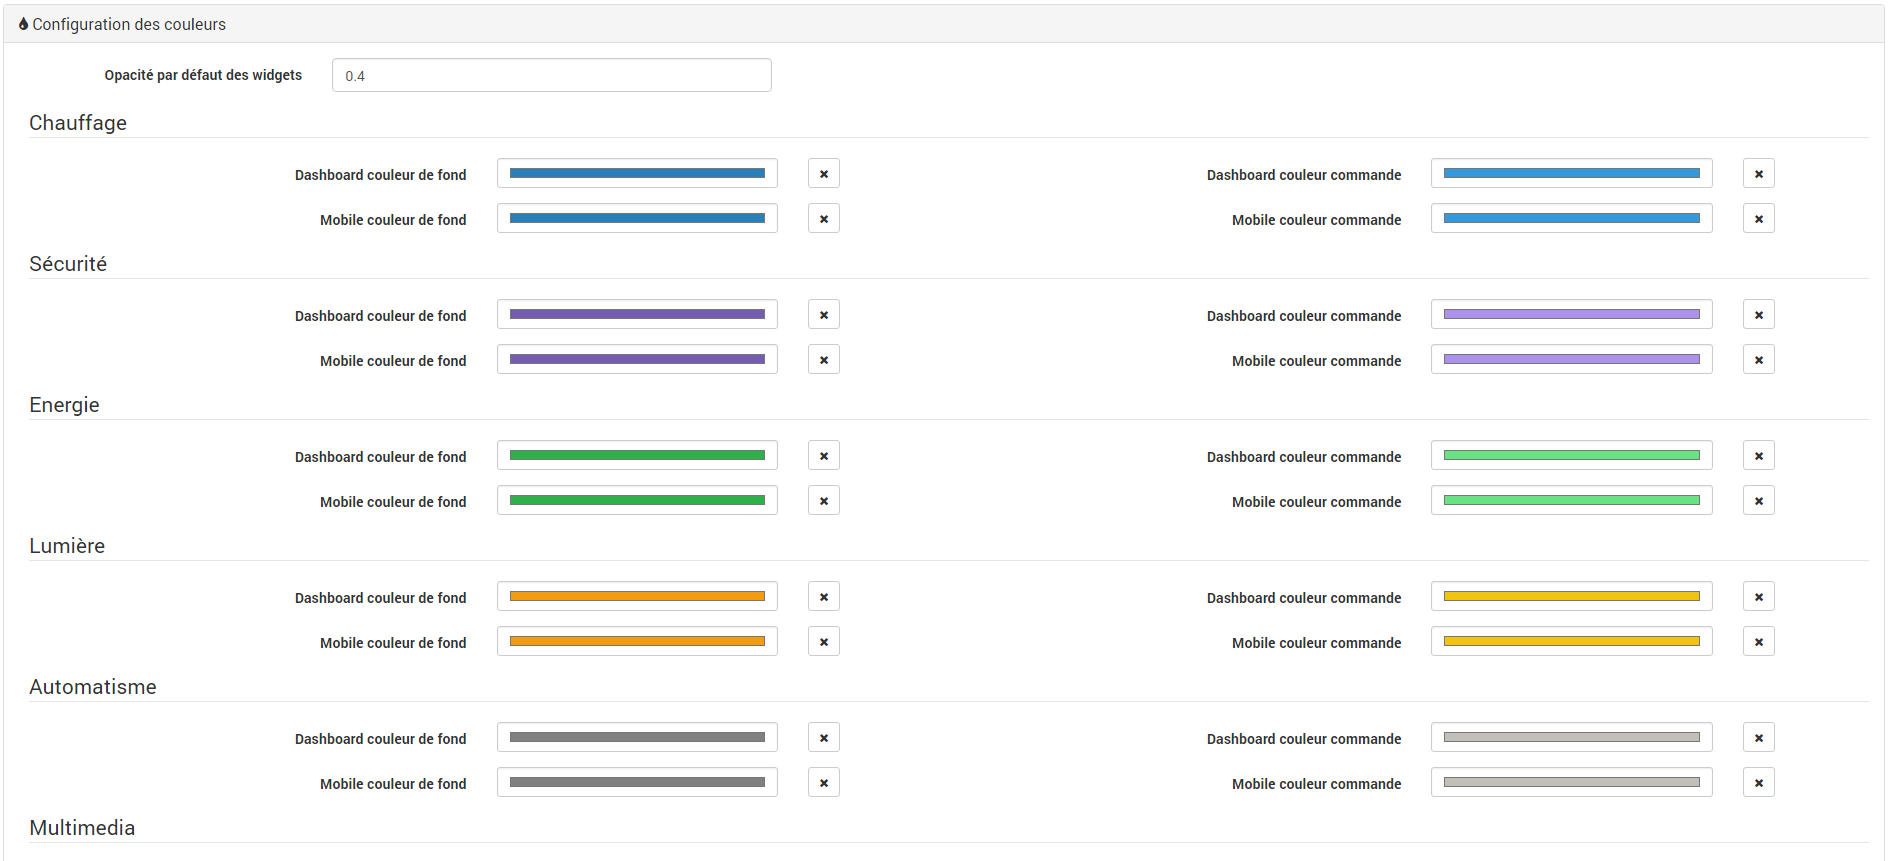 Configuration des couleurs
Opacité par défaut des widgets 0.4
Chauffage
Dashboard couleur de fond Dashboard couleur commande
Mobile couleur de fond Mobile couleur commande
Sécurité
Dashboard couleur de fond Dashboard couleur commande
Mobile couleur de fond Mobile couleur commande
Energie
Dashboard couleur de fond Dashboard couleur commande
Mobile couleur de fond Mobile couleur commande
Lumière
Dashboard couleur de fond Dashboard couleur commande
Mobile couleur de fond Mobile couleur commande
Automatisme
Dashboard couleur de fond Dashboard couleur commande
Mobile couleur de fond Mobile couleur commande
Multimedia